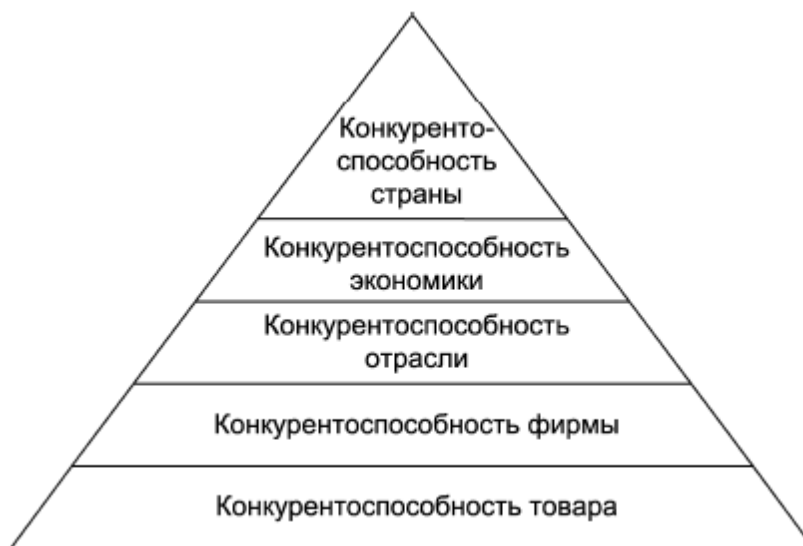 Конкуренто-
способность
страны
Конкурентоспособность
экономики
Конкурентоспособность
отрасли
Конкурентоспособность фирмы
Конкурентоспособность товара